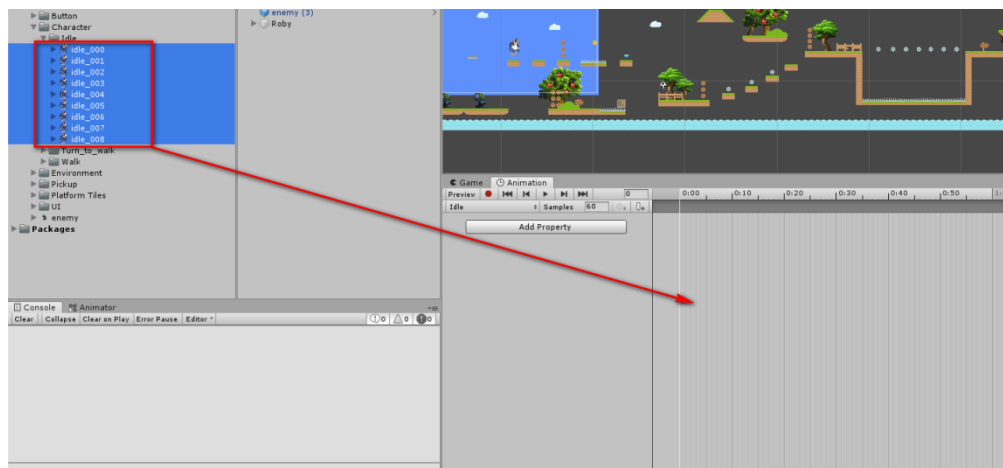 Button
Character
Idle
idle_000
idle_001
idle_002
idle_003
idle_004
idle_005
idle_006
idle_007
idle_008
Turn_to_walk
Walk
Environment
Pickup
Platform Tiles
UI
enemy
Packages
enemy (3)
Roby
Game Animation
Preview 0 0:00 0:10 0:20 0:30 0:40 0:50
Idle Samples 60
Add Property
Console Animator
Clear Collapse Clear on Play Error Pause Editor 0 0 0